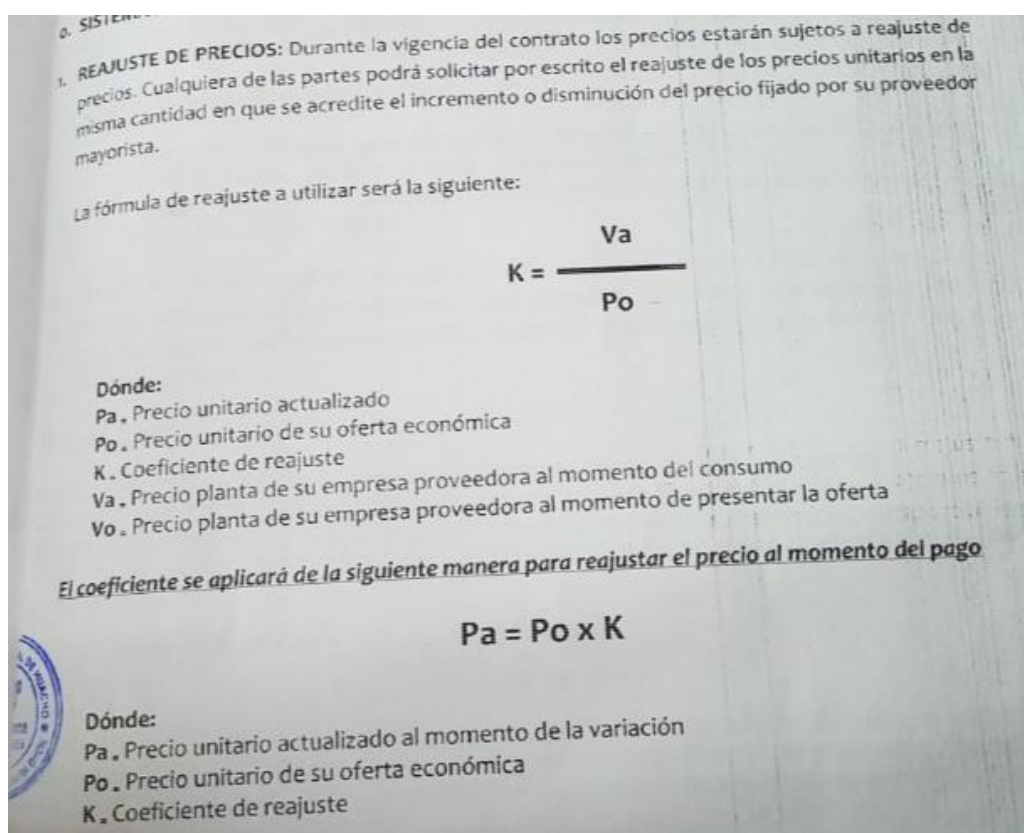 REAJUSTE DE PRECIOS: Durante la vigencia del contrato los precios estarán sujetos a reajuste de
precios. Cualquiera de las partes podrá solicitar por escrito el reajuste de los precios unitarios en la
misma cantidad en que se acredite el incremento o disminución del precio fijado por su proveedor
mayorista.
La fórmula de reajuste a utilizar será la siguiente:
Va
K =
Po
Dónde:
Pa. Precio unitario actualizado
Po. Precio unitario de su oferta económica
K. Coeficiente de reajuste
Va. Precio planta de su empresa proveedora al momento del consumo
Vo. Precio planta de su empresa proveedora al momento de presentar la oferta
El coeficiente se aplicará de la siguiente manera para reajustar el precio al momento del pago
Pa = Po x K
Dónde:
Pa. Precio unitario actualizado al momento de la variación
Po. Precio unitario de su oferta económica
K. Coeficiente de reajuste
DE HUACHO